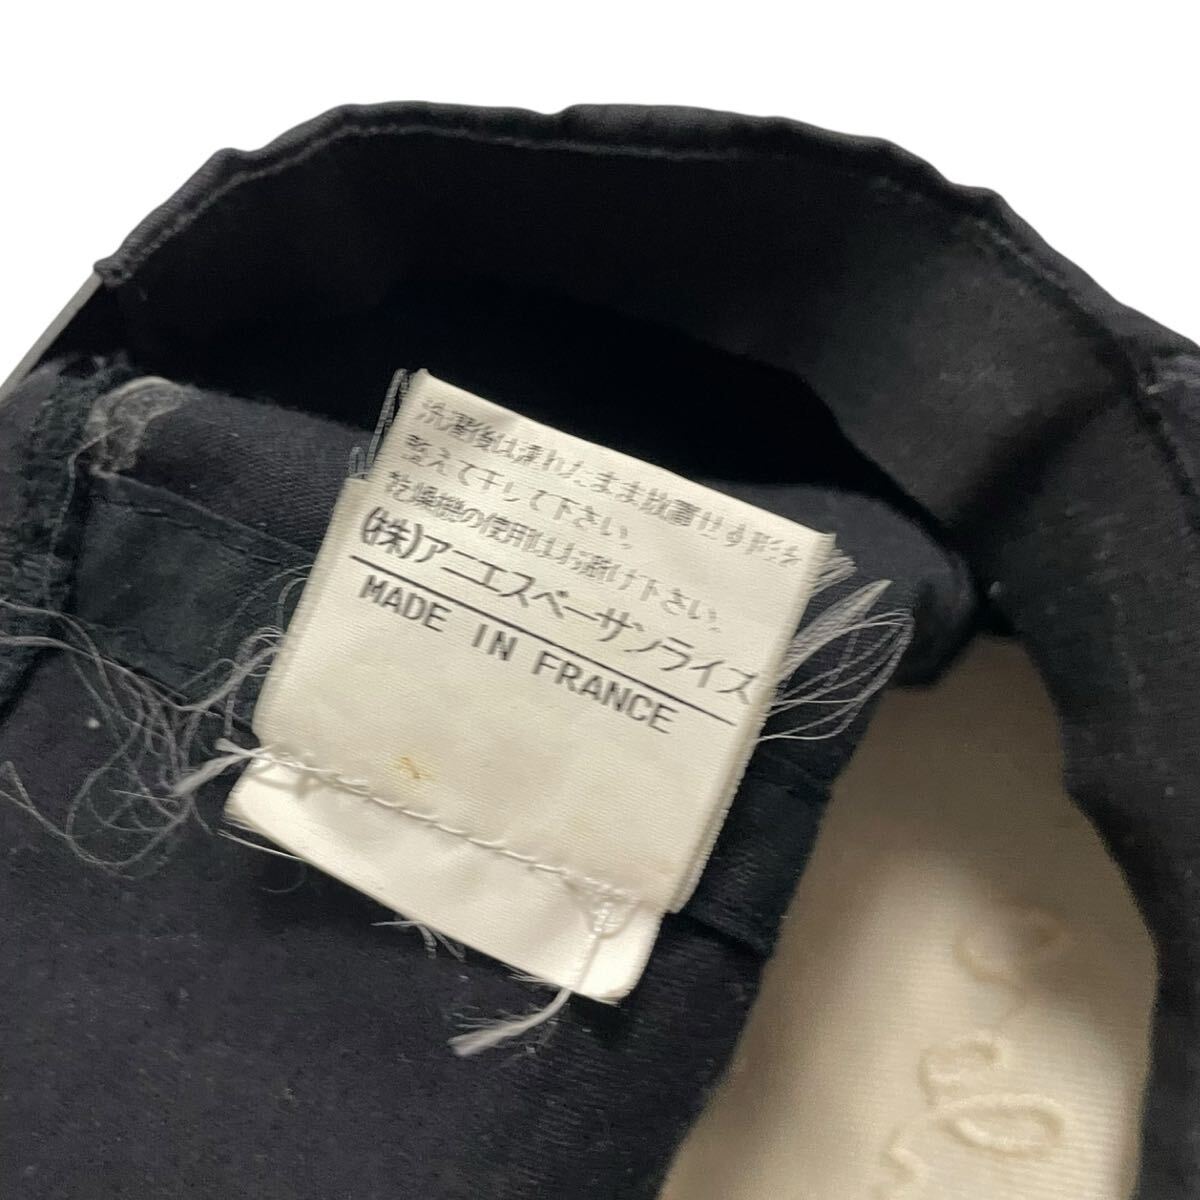 洗濯後は濡れたまま放置せず形を
整えて干して下さい。
乾燥機の使用はお避け下さい。
(株)アニエスベーサンライズ
MADE IN FRANCE